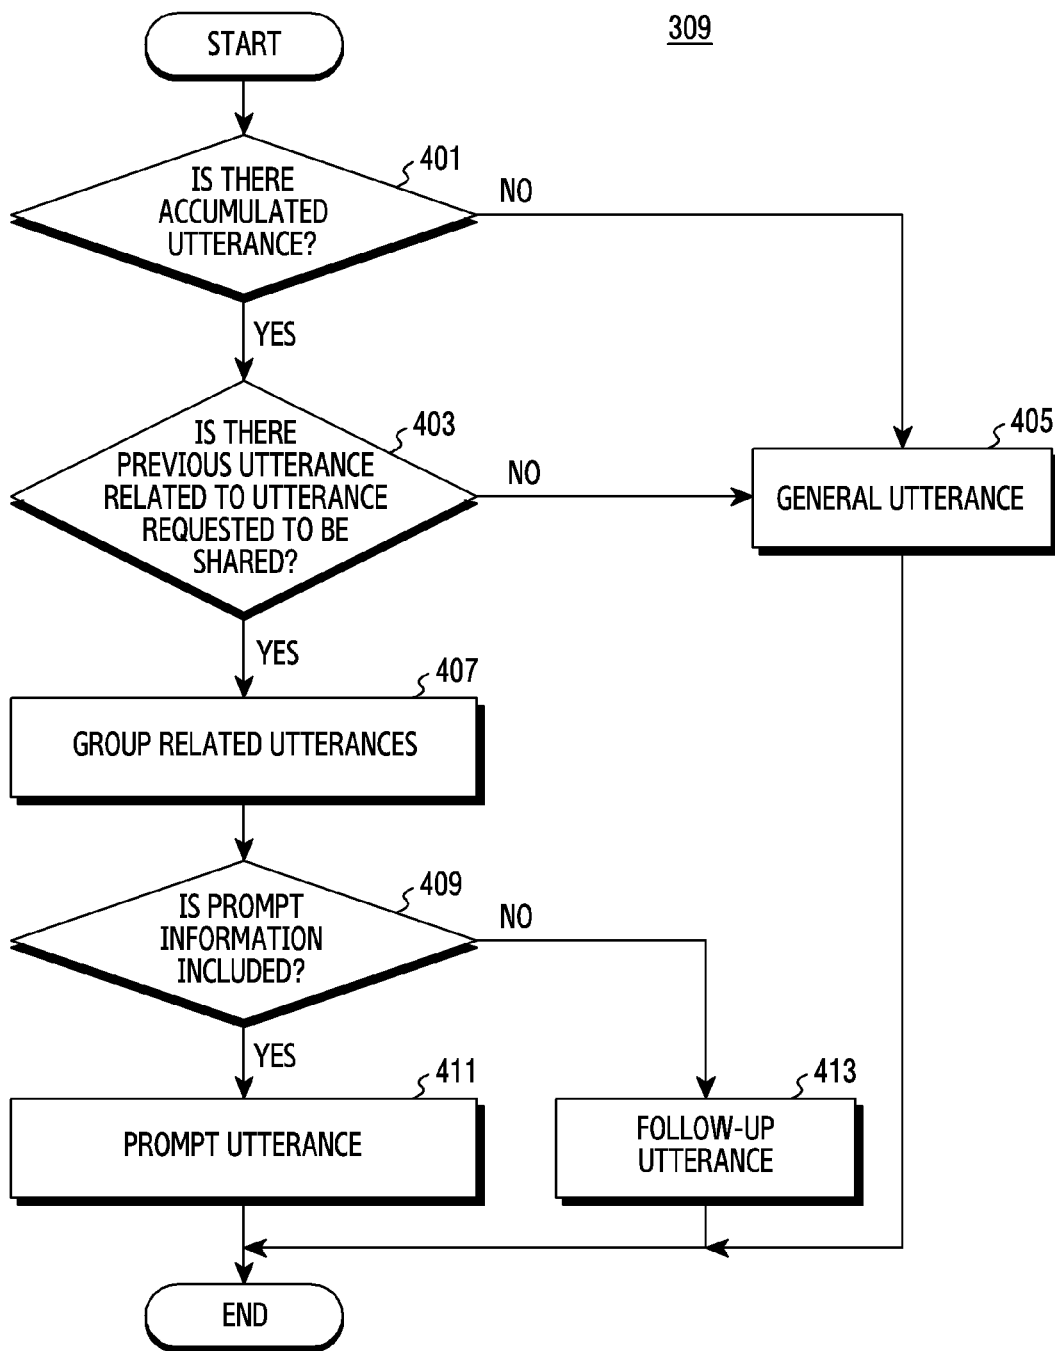 START
309
401
IS THERE
ACCUMULATED
UTTERANCE?
NO
YES
403
IS THERE
PREVIOUS UTTERANCE
RELATED TO UTTERANCE
REQUESTED TO BE
SHARED?
NO
405
GENERAL UTTERANCE
YES
407
GROUP RELATED UTTERANCES
409
IS PROMPT
INFORMATION
INCLUDED?
NO
YES
411
PROMPT UTTERANCE
413
FOLLOW-UP
UTTERANCE
END